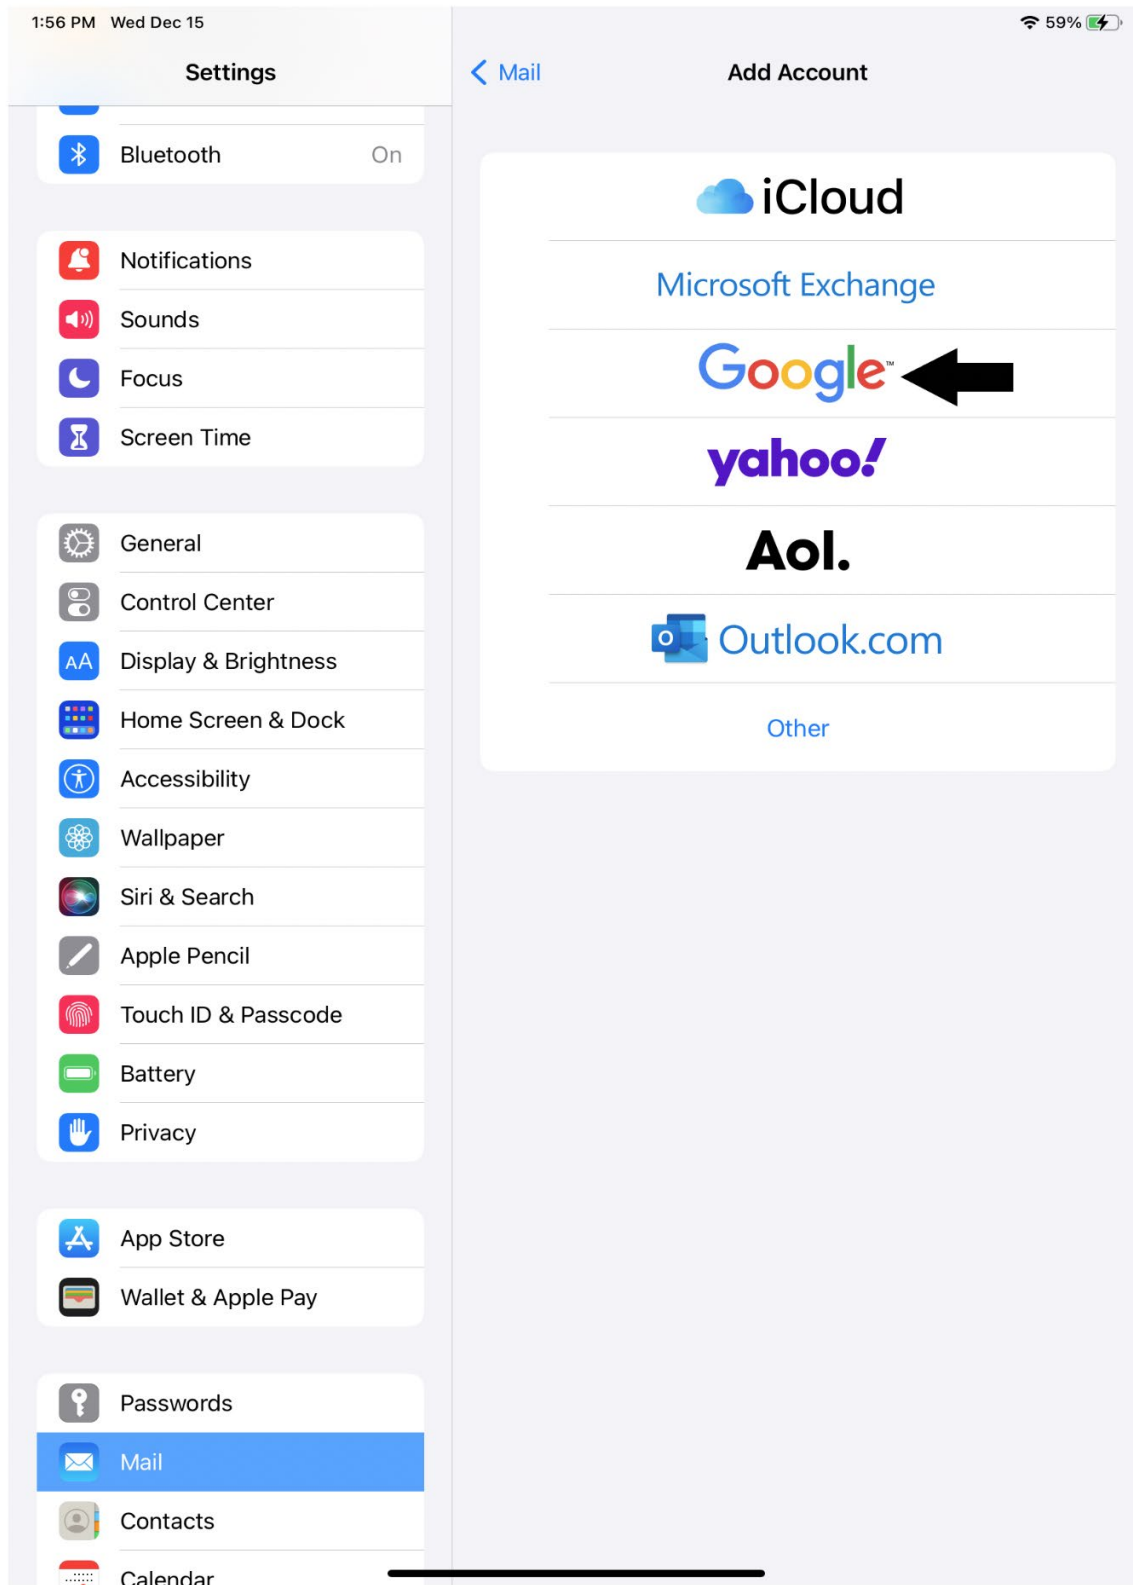 1:56 PM Wed Dec 15
59%
Settings
Bluetooth On
Notifications
Sounds
Focus
Screen Time
General
Control Center
AA Display & Brightness
Home Screen & Dock
Accessibility
Wallpaper
Siri & Search
Apple Pencil
Touch ID & Passcode
Battery
Privacy
App Store
Wallet & Apple Pay
Passwords
Mail
Contacts
Calendar
Mail
Add Account
iCloud
Microsoft Exchange
Google™
yahoo!
Aol.
O Outlook.com
Other